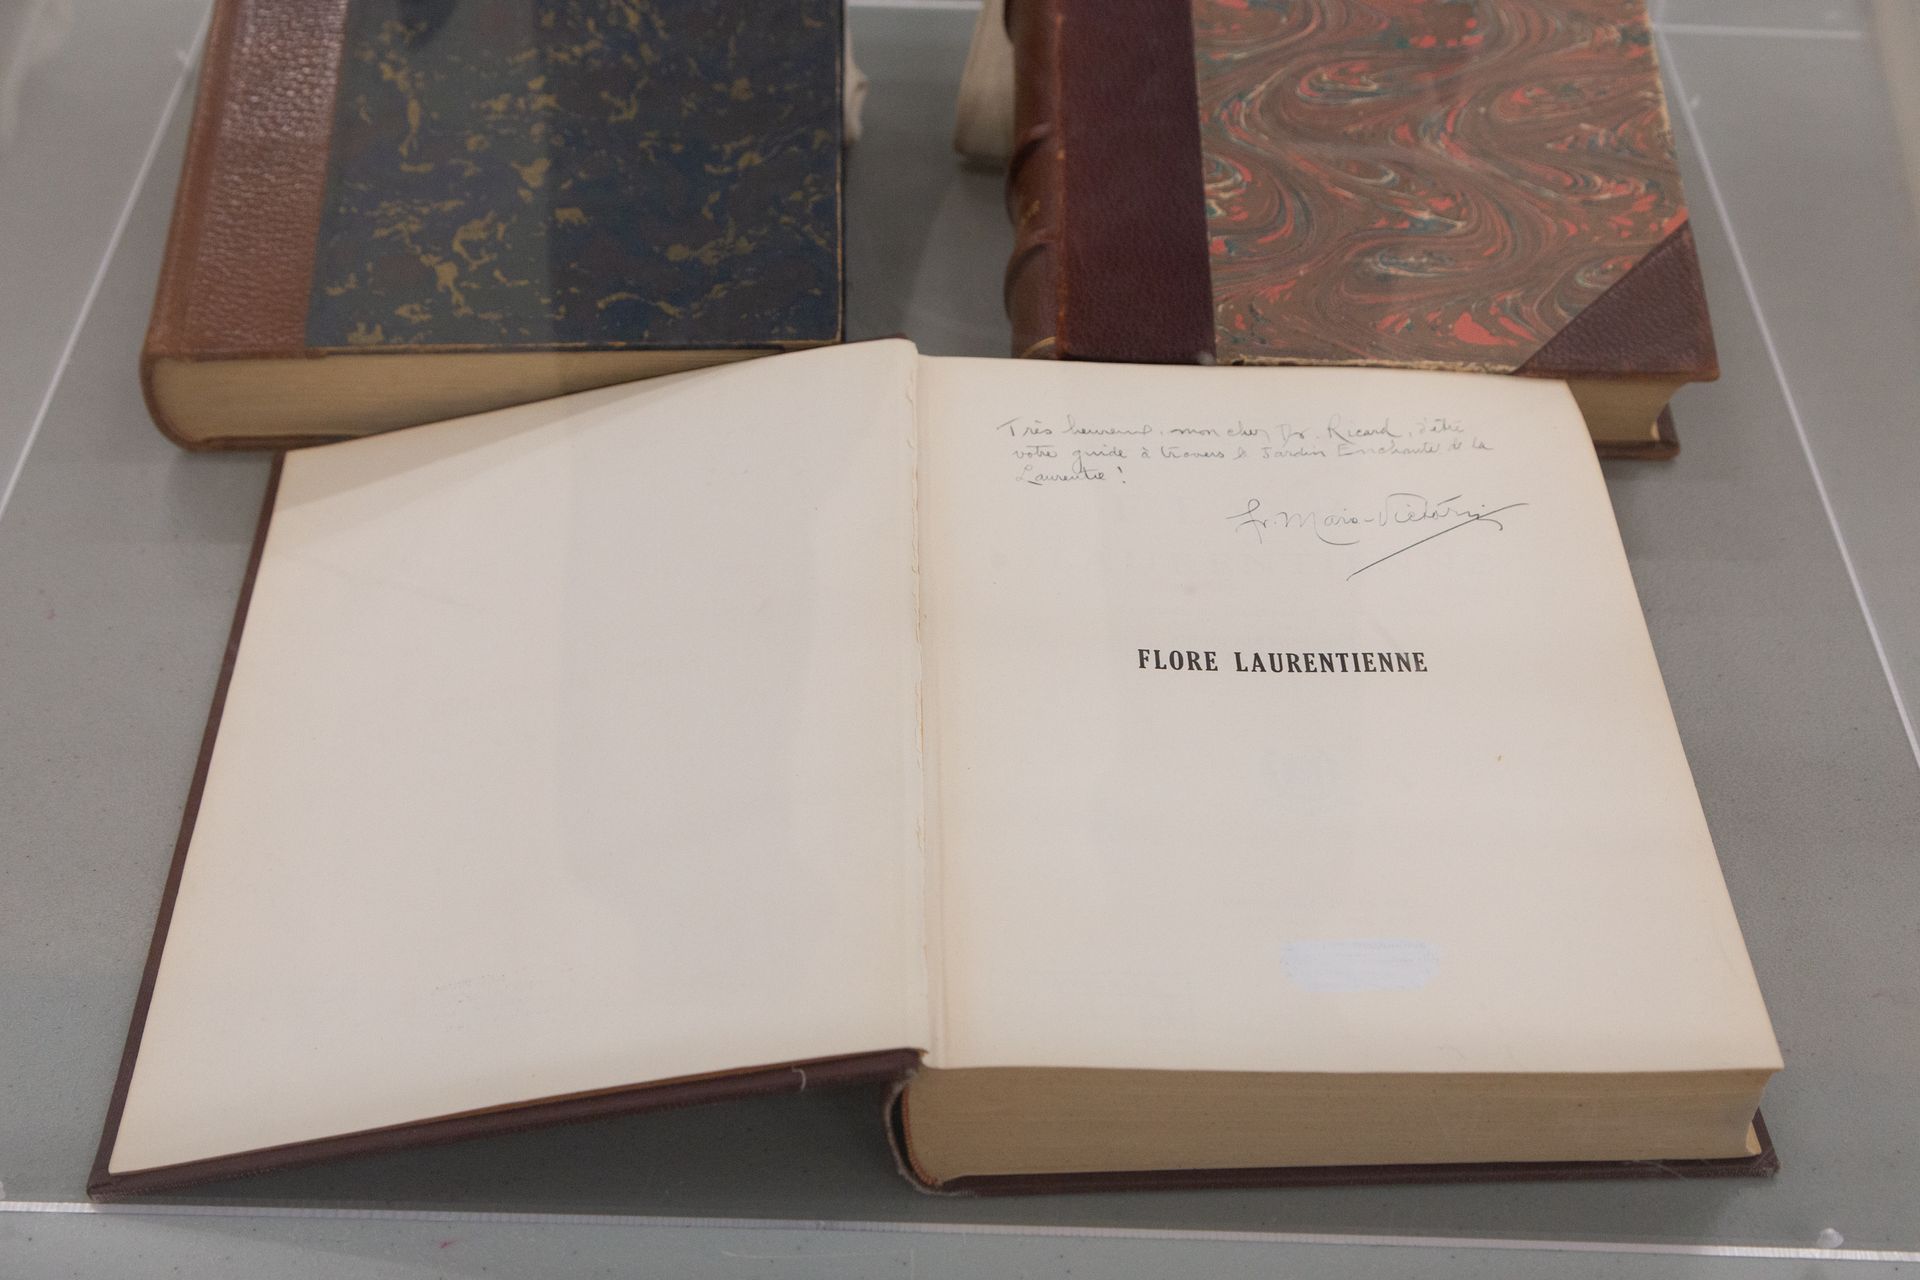 Très heureux, mon cher Dr. Ricard, d'être
votre guide à travers le Jardin Enchanté de la
Laurentie !
fr. Marie-Victorin
FLORE LAURENTIENNE